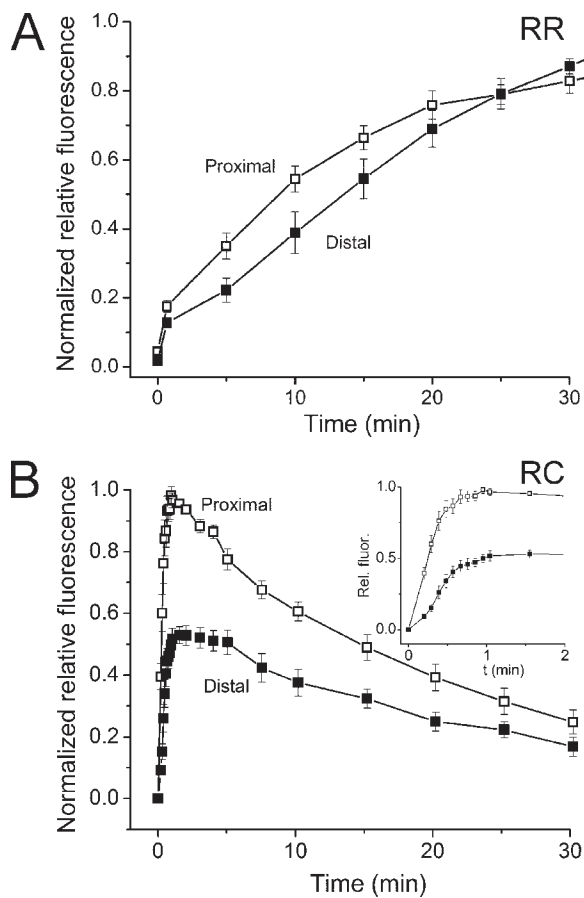 A
RR
Normalized relative fluorescence
1.0
0.8
0.6
0.4
0.2
0.0
Proximal
Distal
0 10 20 30
Time (min)
B
RC
Normalized relative fluorescence
1.0
0.8
0.6
0.4
0.2
0.0
Proximal
Distal
Rel. fluor.
1.0
0.5
0.0
0 1 2
t (min)
0 10 20 30
Time (min)